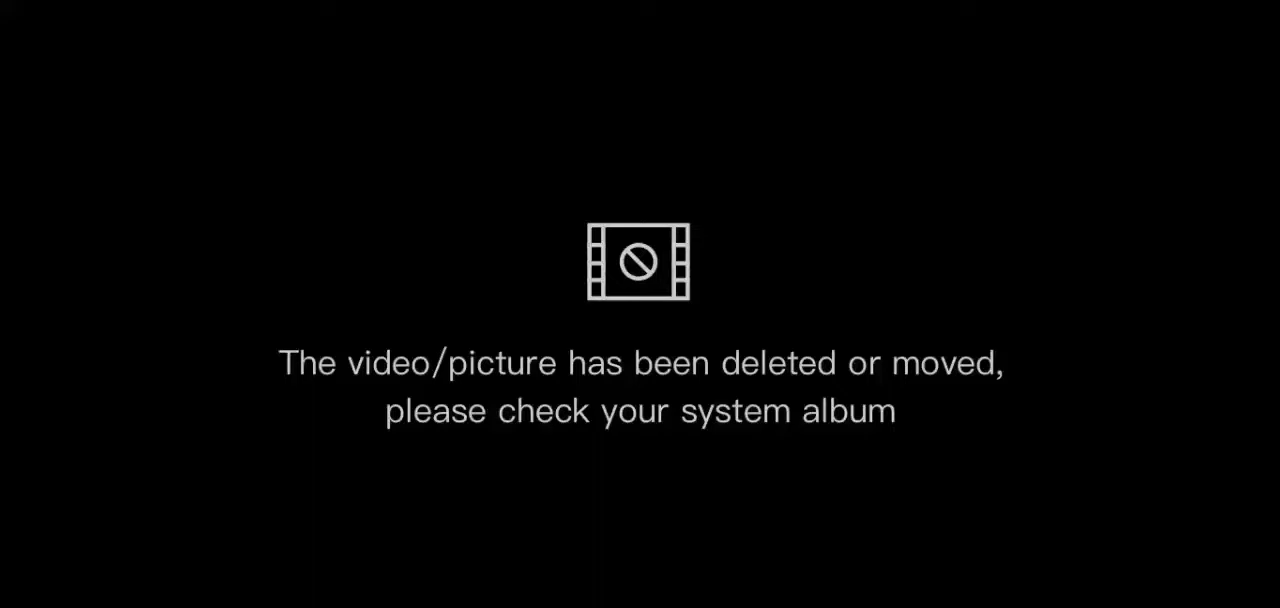 The video/picture has been deleted or moved,
please check your system album